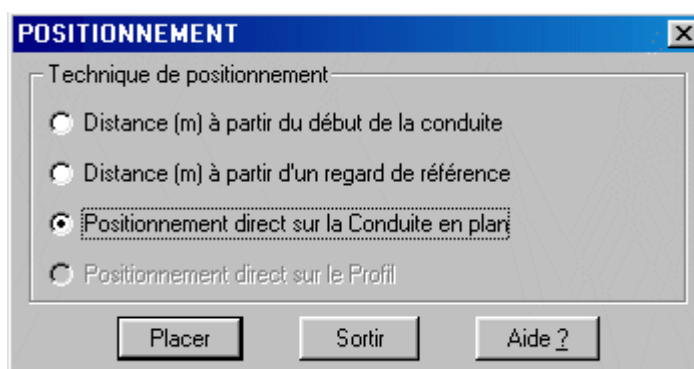 POSITIONNEMENT
Technique de positionnement
Distance (m) à partir du début de la conduite
Distance (m) à partir d'un regard de référence
Positionnement direct sur la Conduite en plan
Positionnement direct sur le Profil
Placer Sortir Aide ?